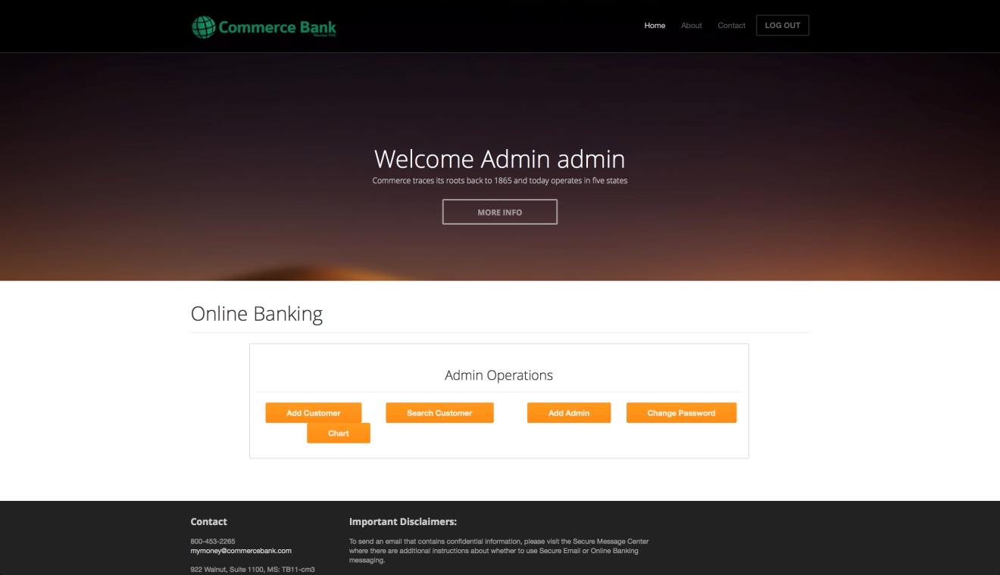 Commerce Bank
Member FDIC
Home About Contact LOG OUT
Welcome Admin admin
Commerce traces its roots back to 1865 and today operates in five states
MORE INFO
Online Banking
Admin Operations
Add Customer Search Customer Add Admin Change Password
Chart
Contact
800-453-2265
mymoney@commercebank.com
922 Walnut, Suite 1100, MS: TB11-cm3
Important Disclaimers:
To send an email that contains confidential information, please visit the Secure Message Center
where there are additional instructions about whether to use Secure Email or Online Banking
messaging.